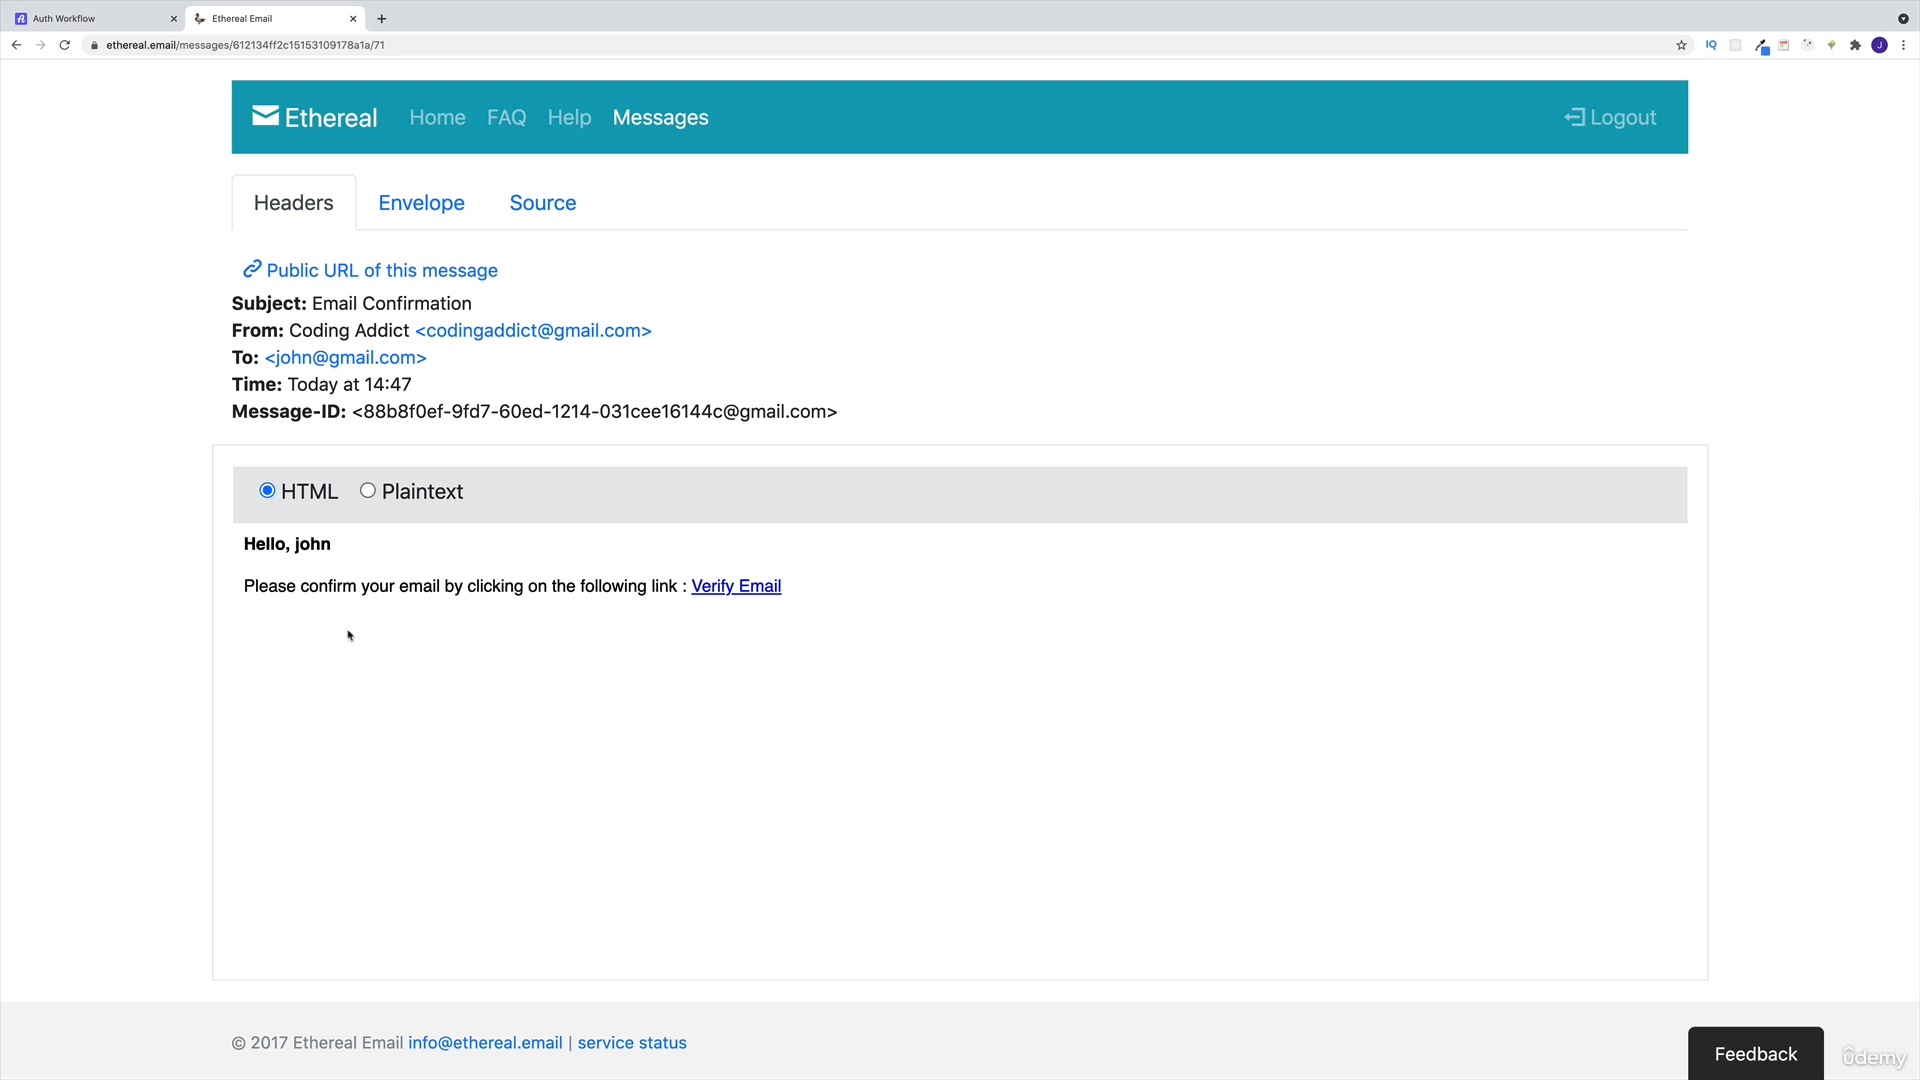 Auth Workflow
Ethereal Email
ethereal.email/messages/612134ff2c15153109178a1a/71
IQ
J
Ethereal Home FAQ Help Messages Logout
Headers Envelope Source
Public URL of this message
Subject: Email Confirmation
From: Coding Addict <codingaddict@gmail.com>
To: <john@gmail.com>
Time: Today at 14:47
Message-ID: <88b8f0ef-9fd7-60ed-1214-031cee16144c@gmail.com>
HTML Plaintext
Hello, john
Please confirm your email by clicking on the following link : Verify Email
© 2017 Ethereal Email info@ethereal.email | service status
Feedback
ûdemy